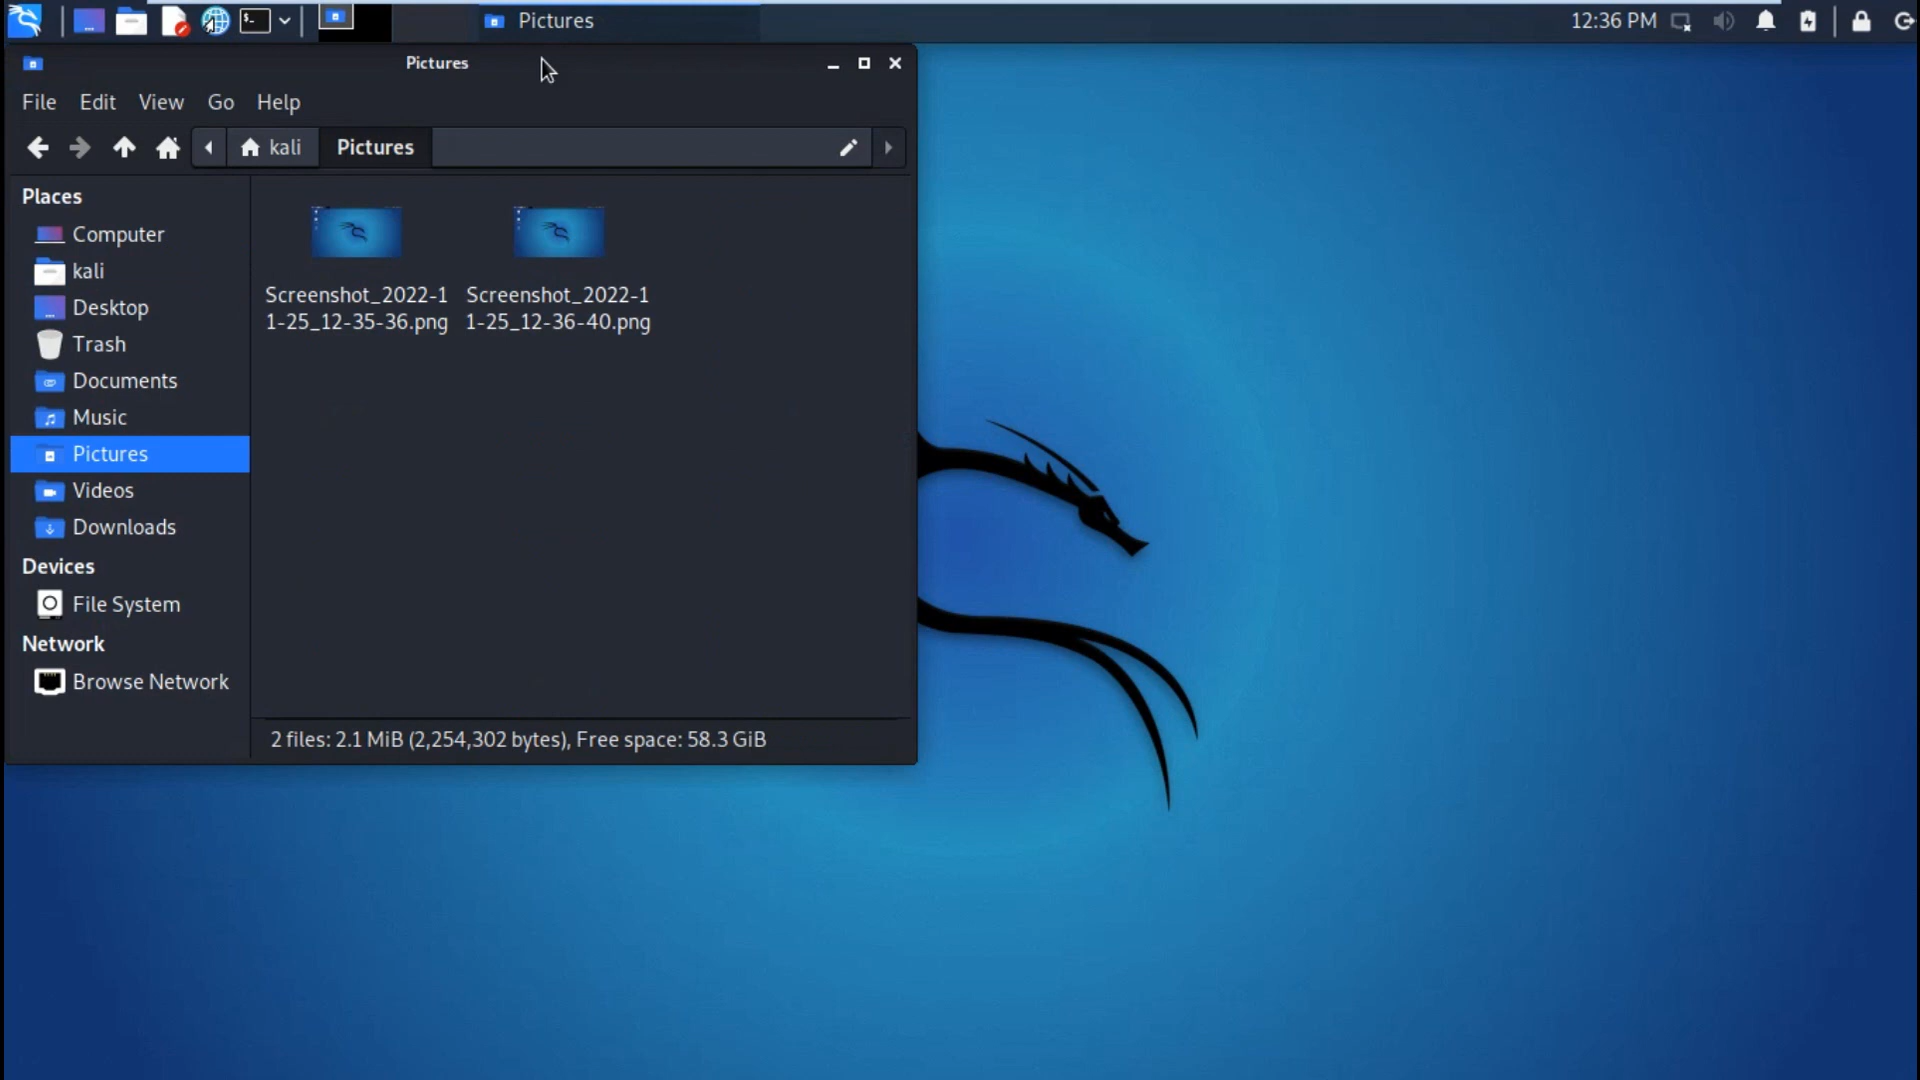 Pictures
12:36 PM
Pictures
File Edit View Go Help
kali Pictures
Places
Computer
kali
Desktop
Trash
Documents
Music
Pictures
Videos
Downloads
Devices
File System
Network
Browse Network
Screenshot_2022-1
1-25_12-35-36.png
Screenshot_2022-1
1-25_12-36-40.png
2 files: 2.1 MiB (2,254,302 bytes), Free space: 58.3 GiB